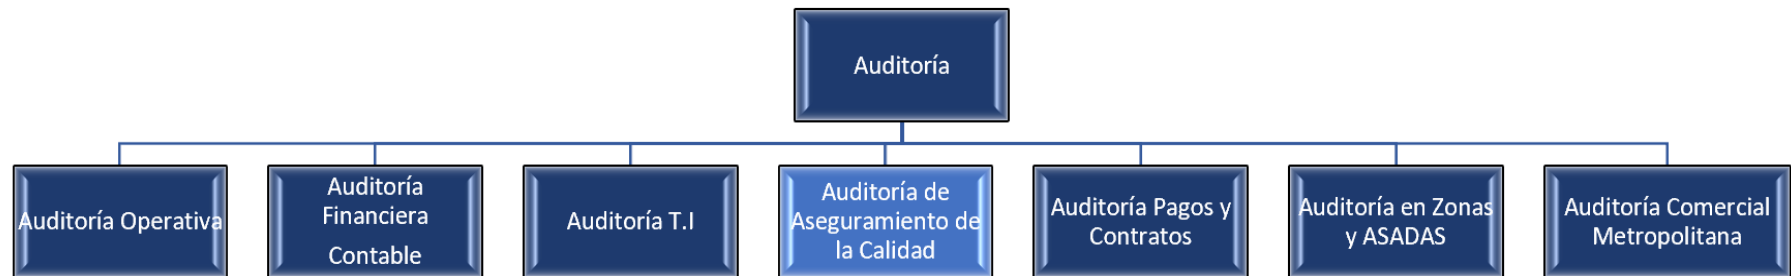 Auditoría
Auditoría Operativa
Auditoría
Financiera
Contable
Auditoría T.I
Auditoría de
Aseguramiento de
la Calidad
Auditoría Pagos y
Contratos
Auditoría en Zonas
y ASADAS
Auditoría Comercial
Metropolitana